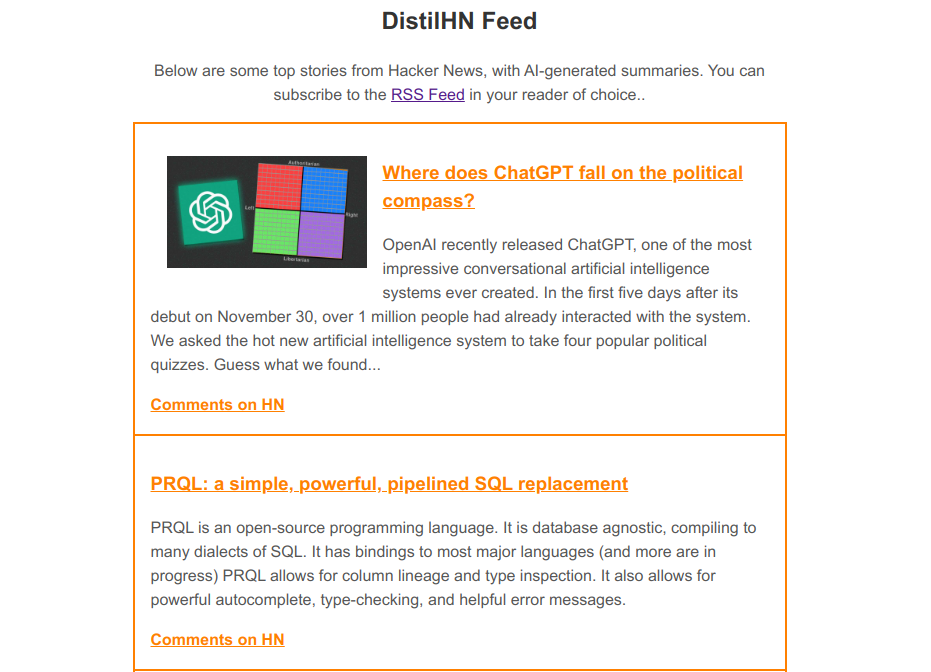 DistilHN Feed
Below are some top stories from Hacker News, with AI-generated summaries. You can
subscribe to the RSS Feed in your reader of choice..
Authoritarian
Left
Right
Libertarian
Where does ChatGPT fall on the political
compass?
OpenAI recently released ChatGPT, one of the most
impressive conversational artificial intelligence
systems ever created. In the first five days after its
debut on November 30, over 1 million people had already interacted with the system.
We asked the hot new artificial intelligence system to take four popular political
quizzes. Guess what we found...
Comments on HN
PRQL: a simple, powerful, pipelined SQL replacement
PRQL is an open-source programming language. It is database agnostic, compiling to
many dialects of SQL. It has bindings to most major languages (and more are in
progress) PRQL allows for column lineage and type inspection. It also allows for
powerful autocomplete, type-checking, and helpful error messages.
Comments on HN